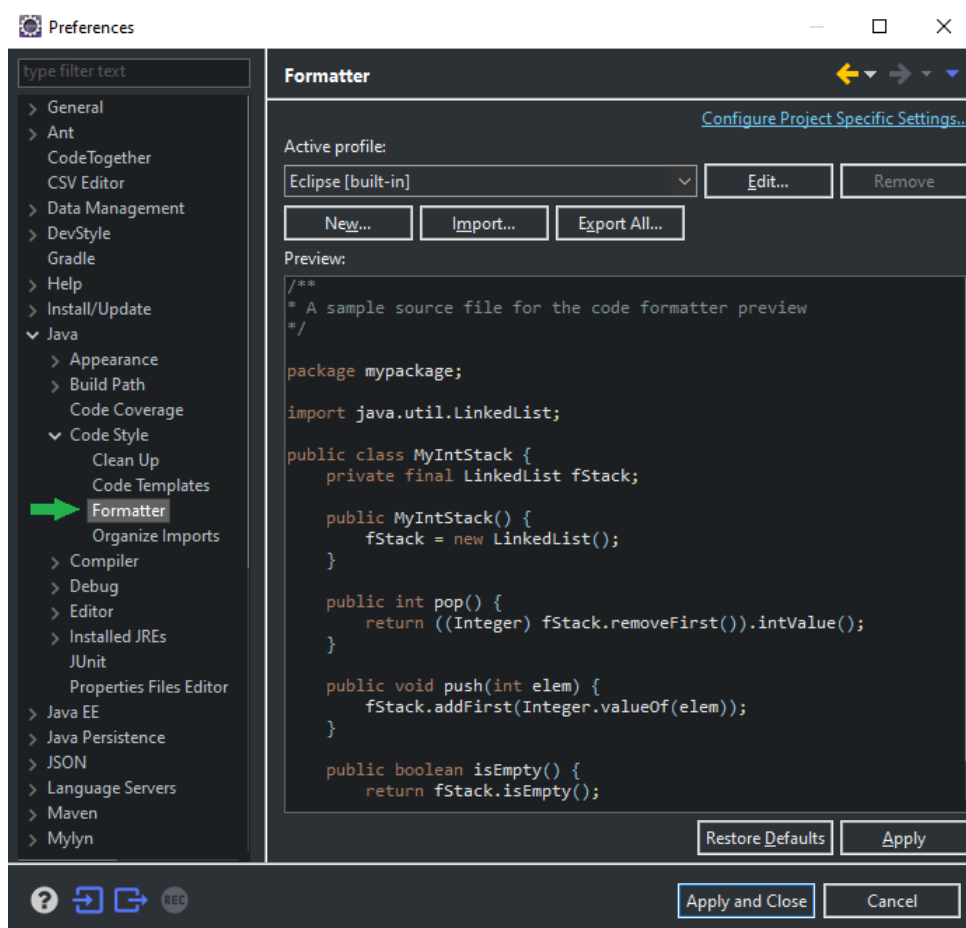 Preferences
type filter text
General
Ant
CodeTogether
CSV Editor
Data Management
DevStyle
Gradle
Help
Install/Update
Java
Appearance
Build Path
Code Coverage
Code Style
Clean Up
Code Templates
Formatter
Organize Imports
Compiler
Debug
Editor
Installed JREs
JUnit
Properties Files Editor
Java EE
Java Persistence
JSON
Language Servers
Maven
Mylyn
Formatter
Configure Project Specific Settings..
Active profile:
Eclipse [built-in]
Edit...
Remove
New...
Import...
Export All...
Preview:
/**
* A sample source file for the code formatter preview
*/
package mypackage;
import java.util.LinkedList;
public class MyIntStack {
    private final LinkedList fStack;
    public MyIntStack() {
        fStack = new LinkedList();
    }
    public int pop() {
        return ((Integer) fStack.removeFirst()).intValue();
    }
    public void push(int elem) {
        fStack.addFirst(Integer.valueOf(elem));
    }
    public boolean isEmpty() {
        return fStack.isEmpty();
Restore Defaults
Apply
?
REC
Apply and Close
Cancel